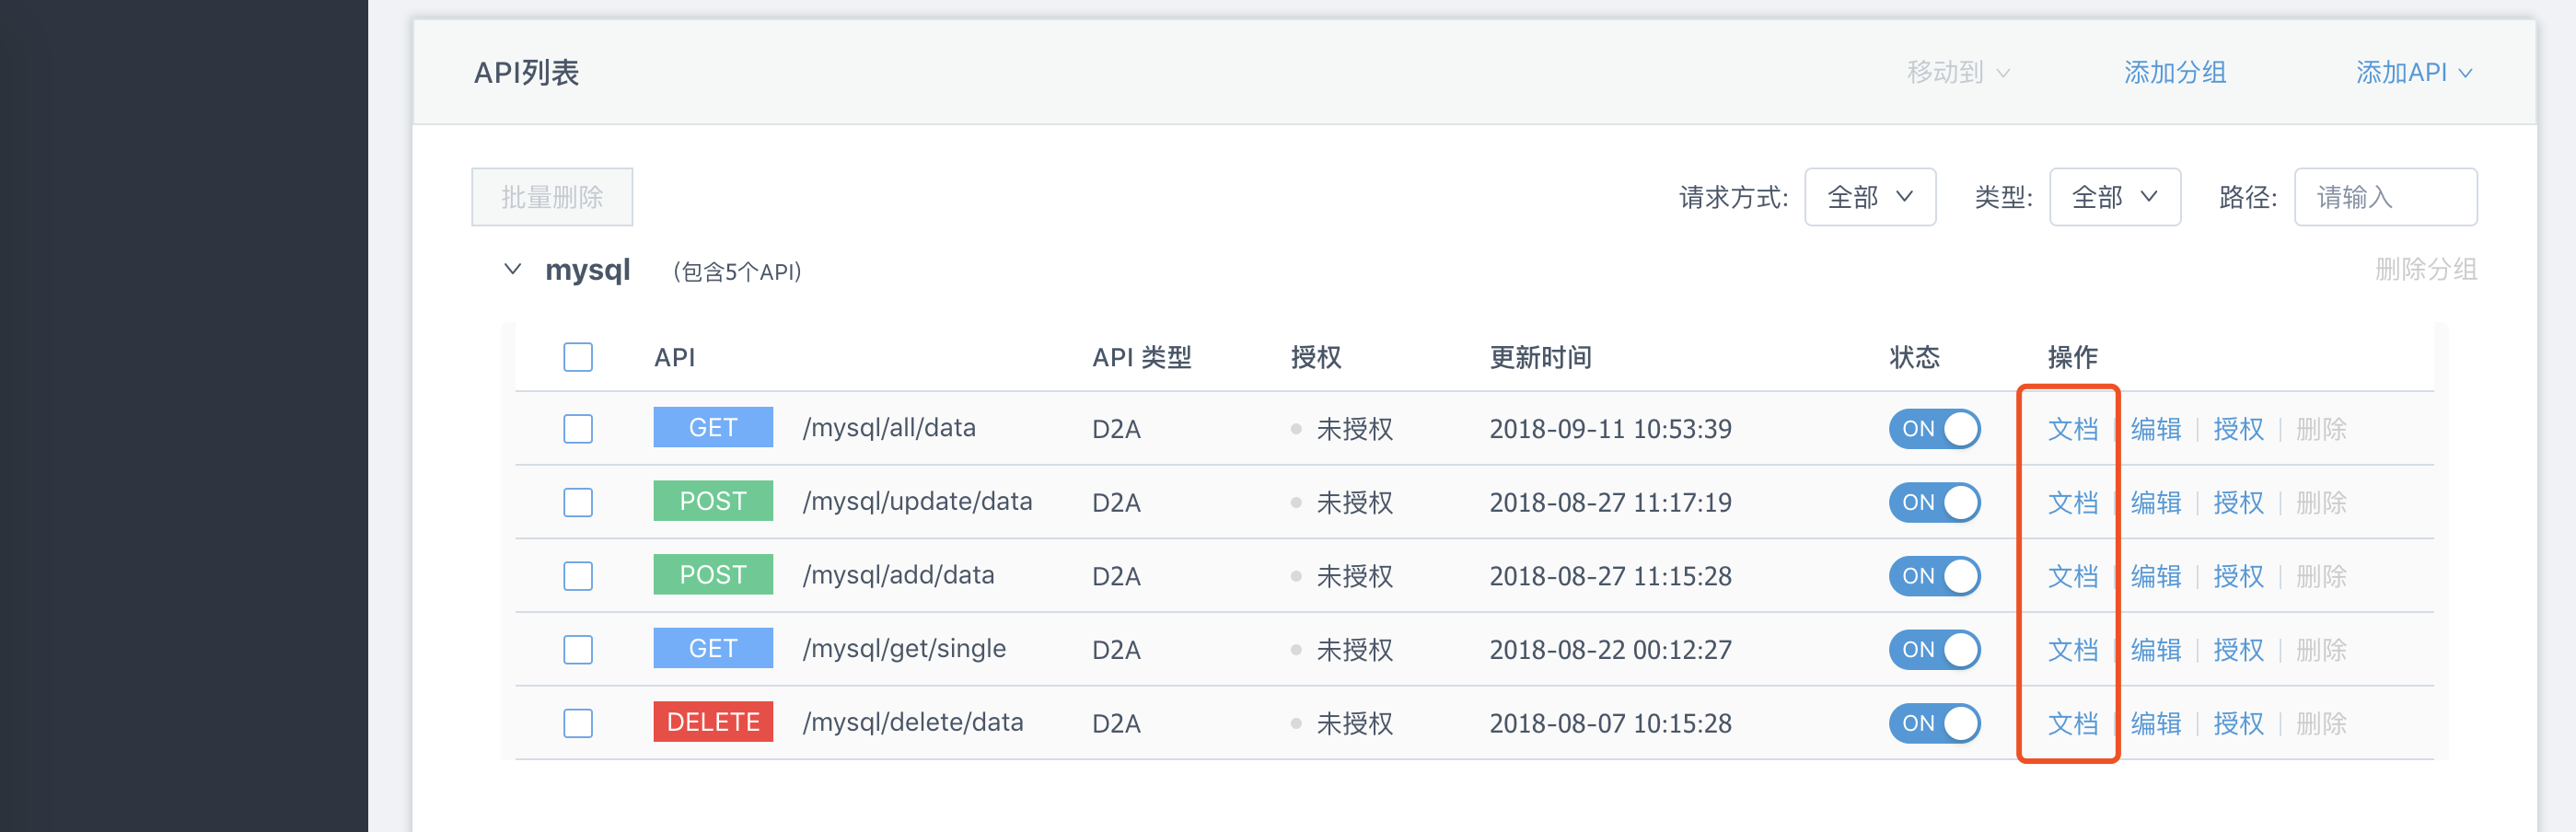 API列表 移动到 添加分组 添加API
批量删除 请求方式: 全部 类型: 全部 路径: 请输入
mysql (包含5个API) 删除分组
API API 类型 授权 更新时间 状态 操作
GET /mysql/all/data D2A 未授权 2018-09-11 10:53:39 ON 文档 | 编辑 | 授权 | 删除
POST /mysql/update/data D2A 未授权 2018-08-27 11:17:19 ON 文档 | 编辑 | 授权 | 删除
POST /mysql/add/data D2A 未授权 2018-08-27 11:15:28 ON 文档 | 编辑 | 授权 | 删除
GET /mysql/get/single D2A 未授权 2018-08-22 00:12:27 ON 文档 | 编辑 | 授权 | 删除
DELETE /mysql/delete/data D2A 未授权 2018-08-07 10:15:28 ON 文档 | 编辑 | 授权 | 删除